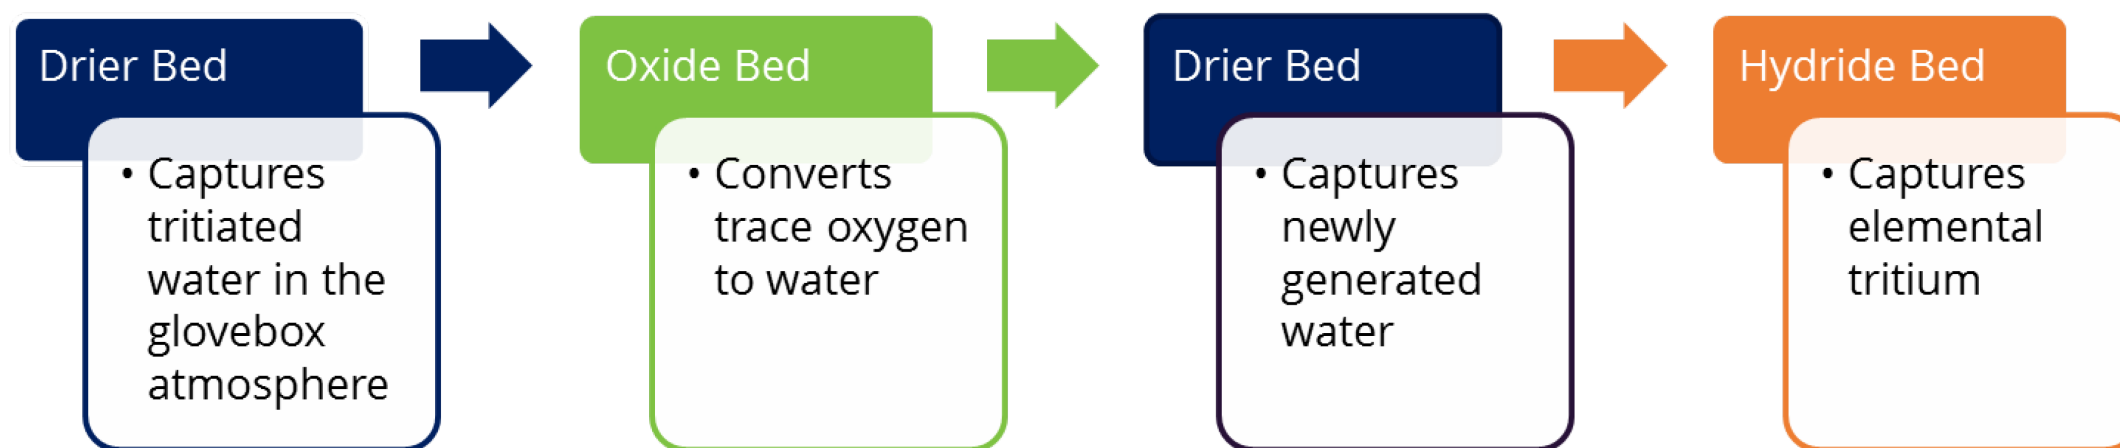 Drier Bed
• Captures
tritiated
water in the
glovebox
atmosphere
Oxide Bed
• Converts
trace oxygen
to water
Drier Bed
• Captures
newly
generated
water
Hydride Bed
• Captures
elemental
tritium